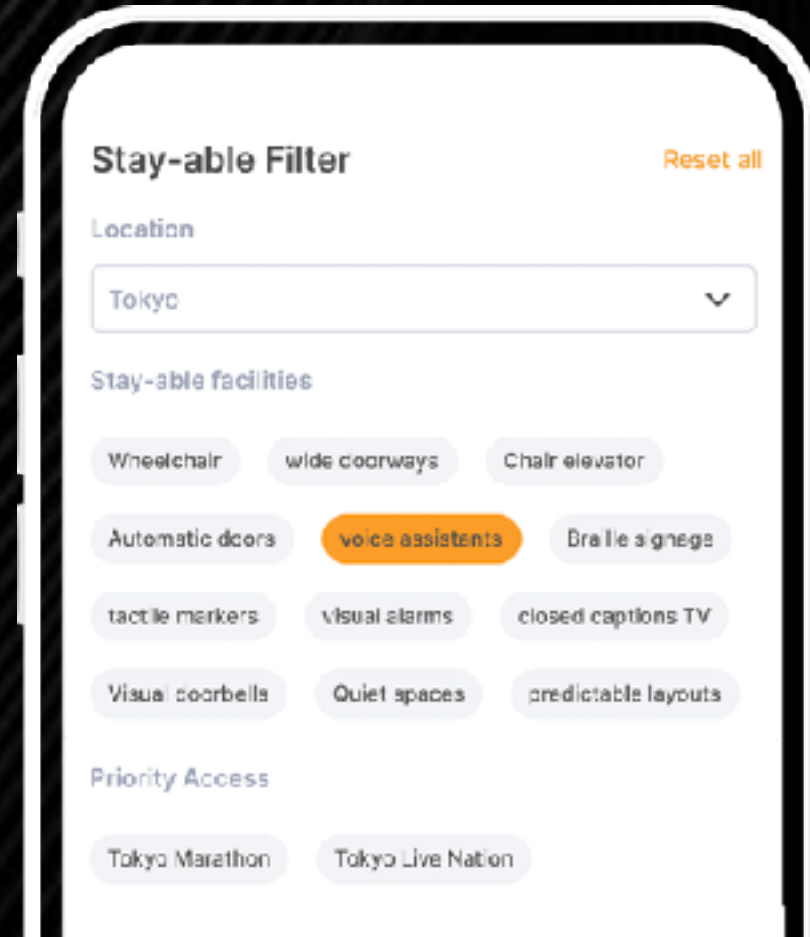 Stay-able Filter Reset all
Location
Tokyo
Stay-able facilities
Wheelchair wide doorways Chair elevator
Automatic doors voice assistants Braille signage
tactile markers visual alarms closed captions TV
Visual doorbells Quiet spaces predictable layouts
Priority Access
Tokyo Marathon Tokyo Live Nation